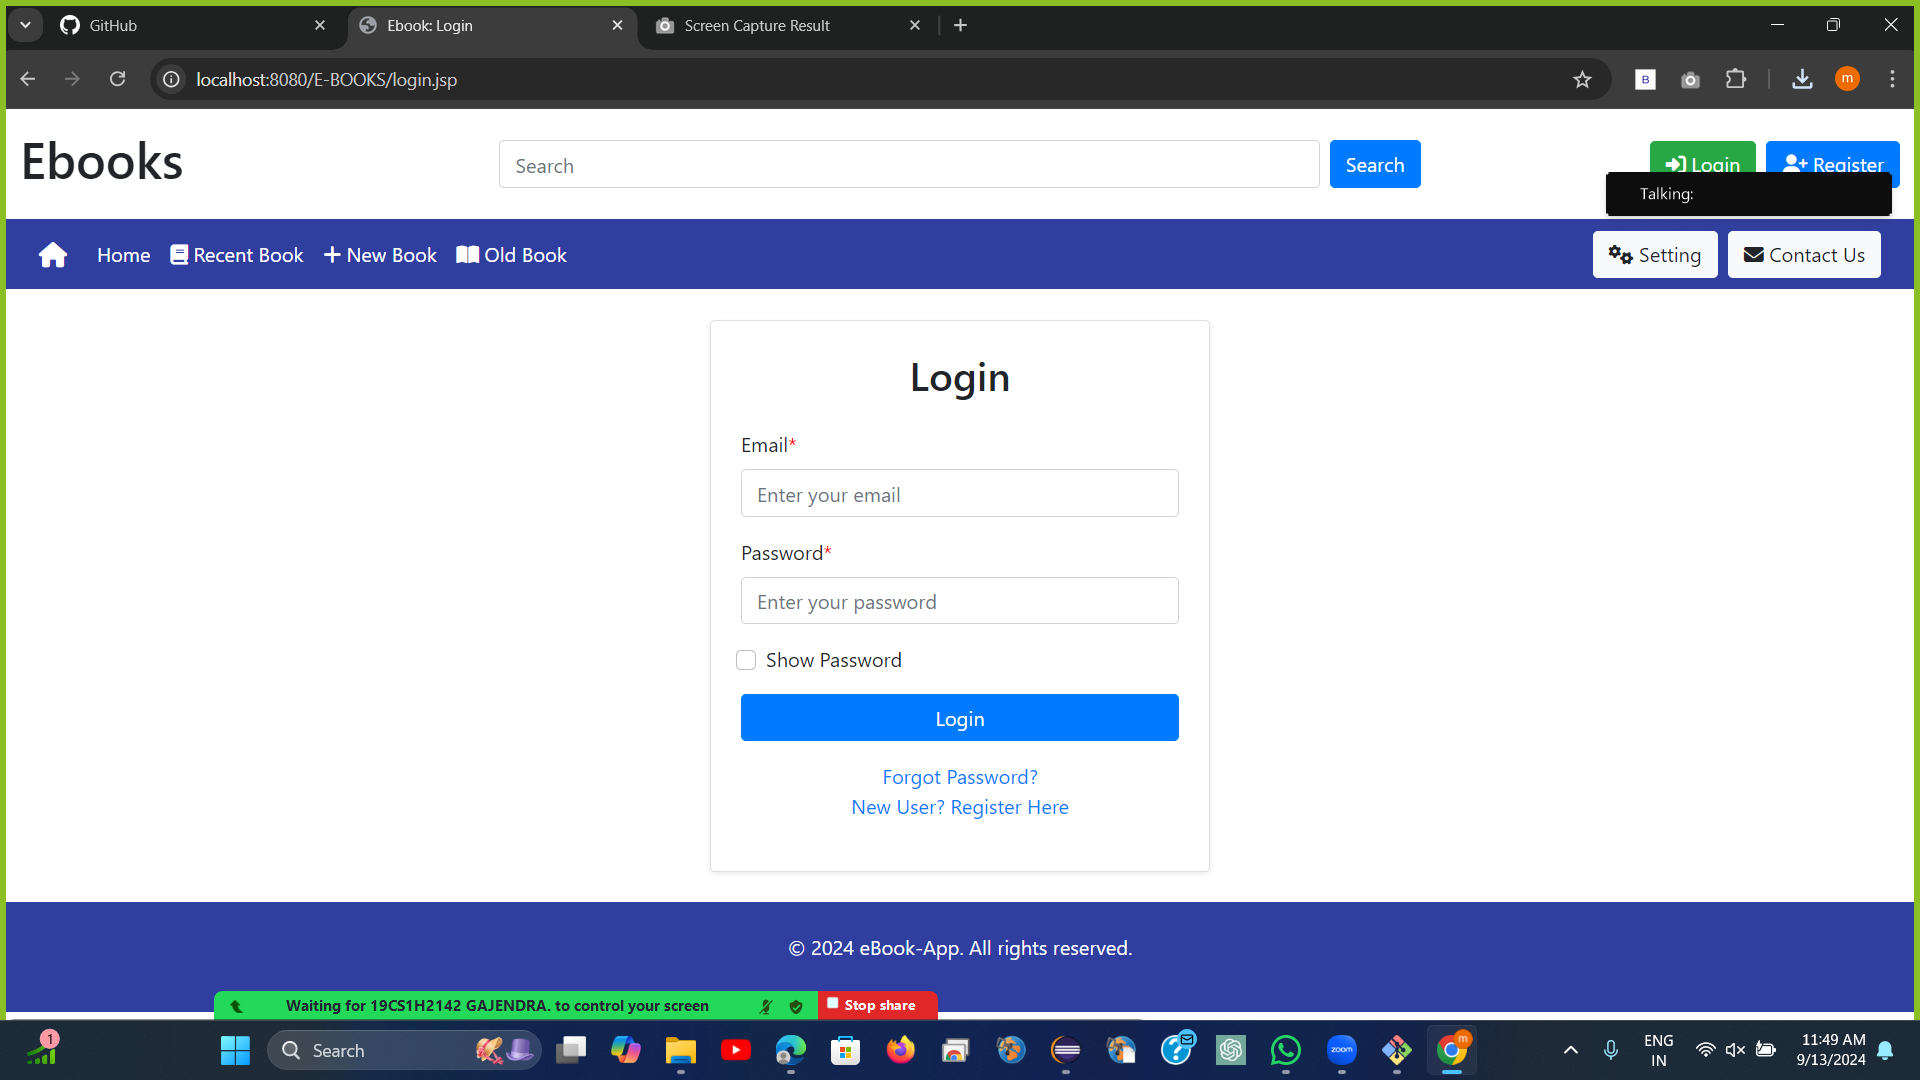 GitHub
Ebook: Login
Screen Capture Result
localhost:8080/E-BOOKS/login.jsp
B
m
Ebooks
Search
Search
Login
Register
Talking:
Home
Recent Book
New Book
Old Book
Setting
Contact Us
Login
Email*
Enter your email
Password*
Enter your password
Show Password
Login
Forgot Password?
New User? Register Here
© 2024 eBook-App. All rights reserved.
Waiting for 19CS1H2142 GAJENDRA. to control your screen
Stop share
1
Search
zoom
m
ENG
IN
11:49 AM
9/13/2024